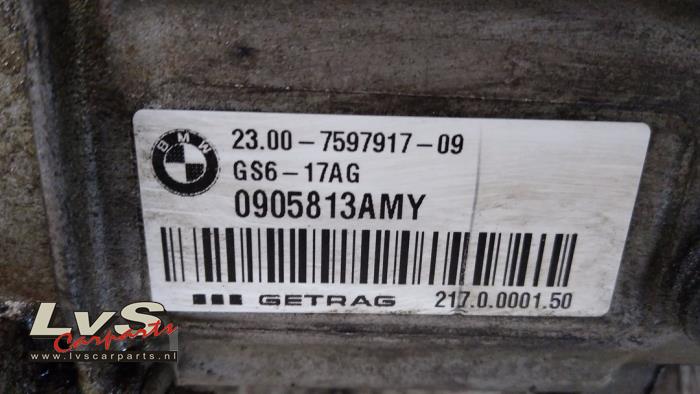 BMW
23.00-7597917-09
GS6-17AG
0905813AMY
GETRAG 217.0.0001.50
LvS
Carparts
www.lvscarparts.nl